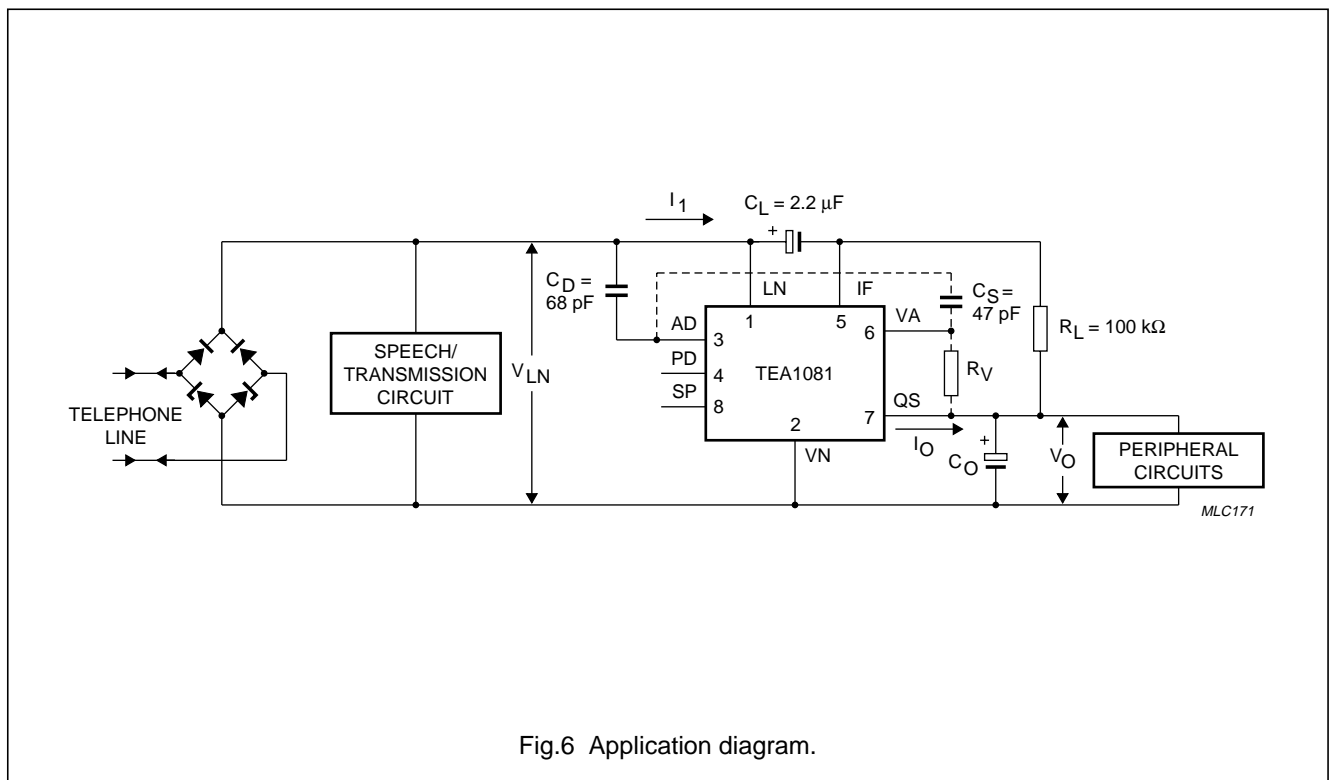 I1
CL = 2.2 µF
CD =
68 pF
LN
IF
CS =
47 pF
AD
VA
1
5
6
3
RL = 100 kΩ
PD
4
SPEECH/
TRANSMISSION
CIRCUIT
VLN
TEA1081
RV
SP
8
QS
2
7
TELEPHONE
LINE
VN
IO
+
CO
VO
PERIPHERAL
CIRCUITS
+
MLC171
Fig.6 Application diagram.